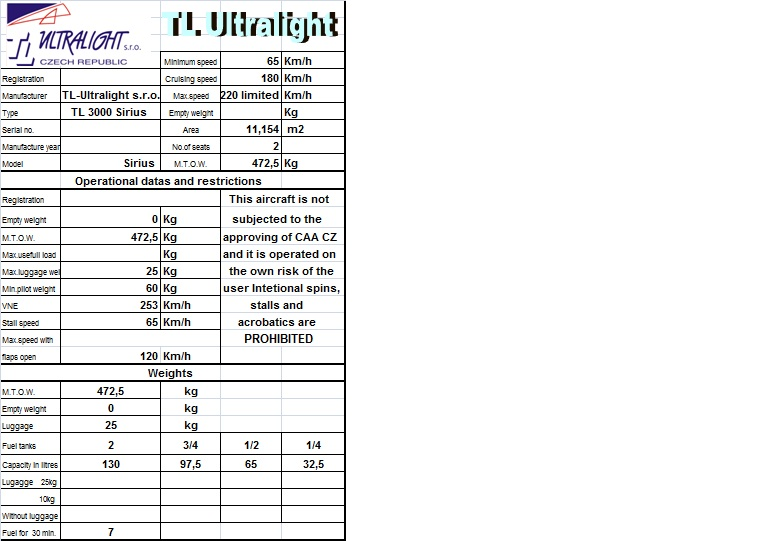 TL Ultralight
ULTRALIGHT s.r.o.
CZECH REPUBLIC
Minimum speed 65 Km/h
Registration Cruising speed 180 Km/h
Manufacturer TL-Ultralight s.r.o. Max.speed 220 limited Km/h
Type TL 3000 Sirius Empty weight Kg
Serial no. Area 11,154 m2
Manufacture year No.of seats 2
Model Sirius M.T.O.W. 472,5 Kg
Operational datas and restrictions
Registration This aircraft is not
Empty weight 0 Kg subjected to the
M.T.O.W. 472,5 Kg approving of CAA CZ
Max.usefull load Kg and it is operated on
Max.luggage wei 25 Kg the own risk of the
Min.pilot weight 60 Kg user Intetional spins,
VNE 253 Km/h stalls and
Stall speed 65 Km/h acrobatics are
Max.speed with PROHIBITED
flaps open 120 Km/h
Weights
M.T.O.W. 472,5 kg
Empty weight 0 kg
Luggage 25 kg
Fuel tanks 2 3/4 1/2 1/4
Capacity in litres 130 97,5 65 32,5
Lugagge 25kg
10kg
Without luggage
Fuel for 30 min. 7